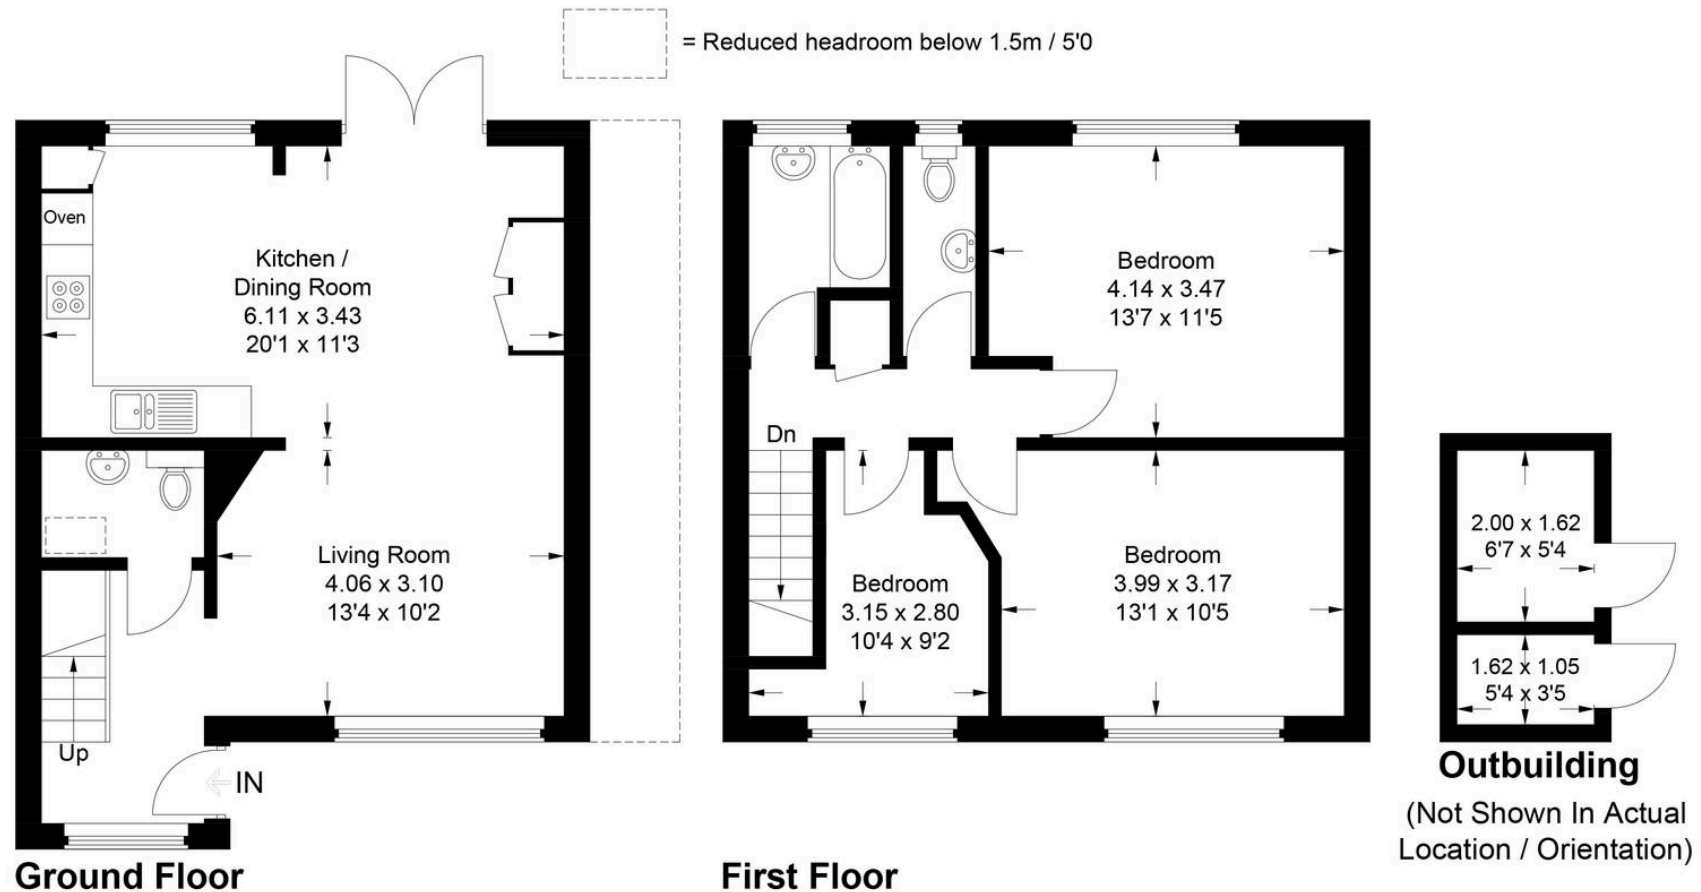 = Reduced headroom below 1.5m / 5'0
Oven
Kitchen /
Dining Room
6.11 x 3.43
20'1 x 11'3
Living Room
4.06 x 3.10
13'4 x 10'2
Up
IN
Ground Floor
Bedroom
4.14 x 3.47
13'7 x 11'5
Dn
Bedroom
3.15 x 2.80
10'4 x 9'2
Bedroom
3.99 x 3.17
13'1 x 10'5
First Floor
2.00 x 1.62
6'7 x 5'4
1.62 x 1.05
5'4 x 3'5
Outbuilding
(Not Shown In Actual
Location / Orientation)